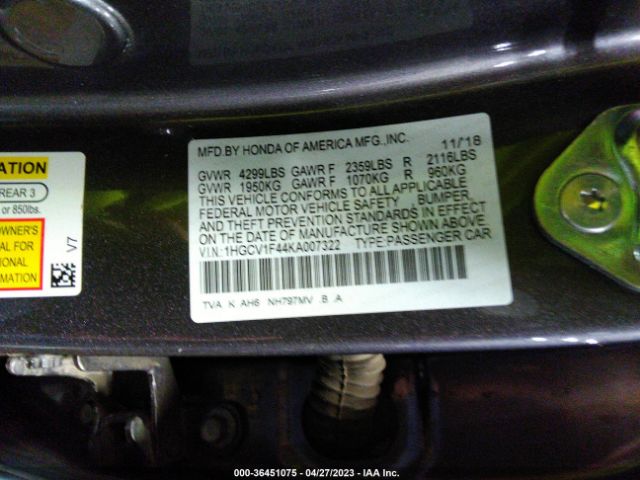 MFD.BY HONDA OF AMERICA MFG.,INC. 11/18
GVWR 4299LBS GAWR F 2359LBS R 2116LBS
GVWR 1950KG GAWR F 1070KG R 960KG
THIS VEHICLE CONFORMS TO ALL APPLICABLE
FEDERAL MOTOR VEHICLE SAFETY BUMPER,
AND THEFT PREVENTION STANDARDS IN EFFECT
ON THE DATE OF MANUFACTURE SHOWN ABOVE.
VIN: 1HGCV1F44KA007322 TYPE PASSENGER CAR
TVA K AH6 NH797MV .B .A
ATION
REAR 3
or 850lbs.
OWNER'S
AL FOR
TIONAL
MATION
V7
000-36451075 - 04/27/2023 - IAA Inc.